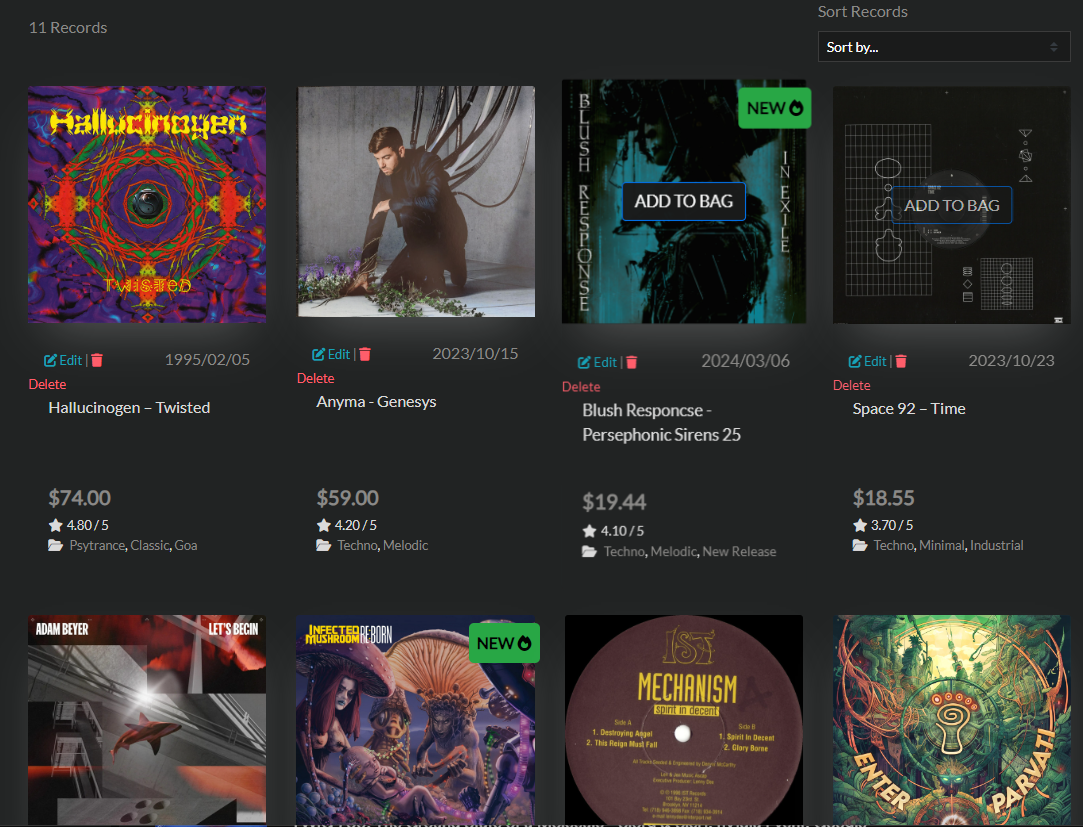 11 Records
Sort Records
Sort by...
Hallucinogen
TWISTED
BLUSH RESPONSE
IN EXILE
NEW
ADD TO BAG
ADD TO BAG
Edit | Delete
1995/02/05
Hallucinogen – Twisted
$74.00
4.80 / 5
Psytrance, Classic, Goa
Edit | Delete
2023/10/15
Anyma - Genesys
$59.00
4.20 / 5
Techno, Melodic
Edit | Delete
2024/03/06
Blush Responcse -
Persephonic Sirens 25
$19.44
4.10 / 5
Techno, Melodic, New Release
Edit | Delete
2023/10/23
Space 92 – Time
$18.55
3.70 / 5
Techno, Minimal, Industrial
ADAM BEYER
LET'S BEGIN
INFECTED
MUSHROOM REBORN
NEW
IST
MECHANISM
spirit in decent
Side A
1. Destroying Angel
2. This Reign Must Fall
Side B
1. Spirit In Decent
2. Glory Borse
ENTER
PARVATI